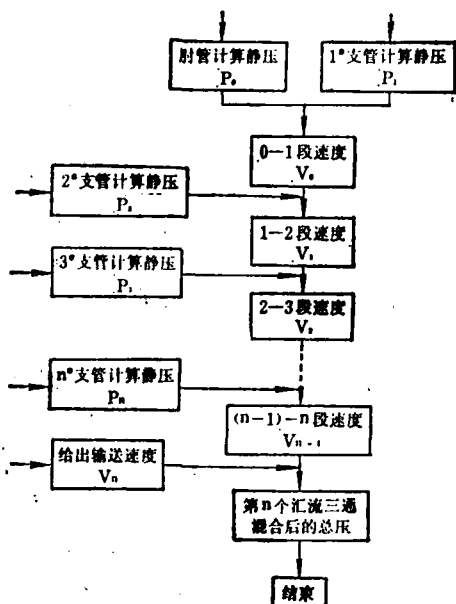 肘管计算静压
P₀
1#支管计算静压
P₁
0—1段速度
V₀
2#支管计算静压
P₂
1—2段速度
V₁
3#支管计算静压
P₃
2—3段速度
V₂
n#支管计算静压
Pn
(n-1)-n段速度
Vn-1
给出输送速度
Vn
第n个汇流三通
混合后的总压
结束